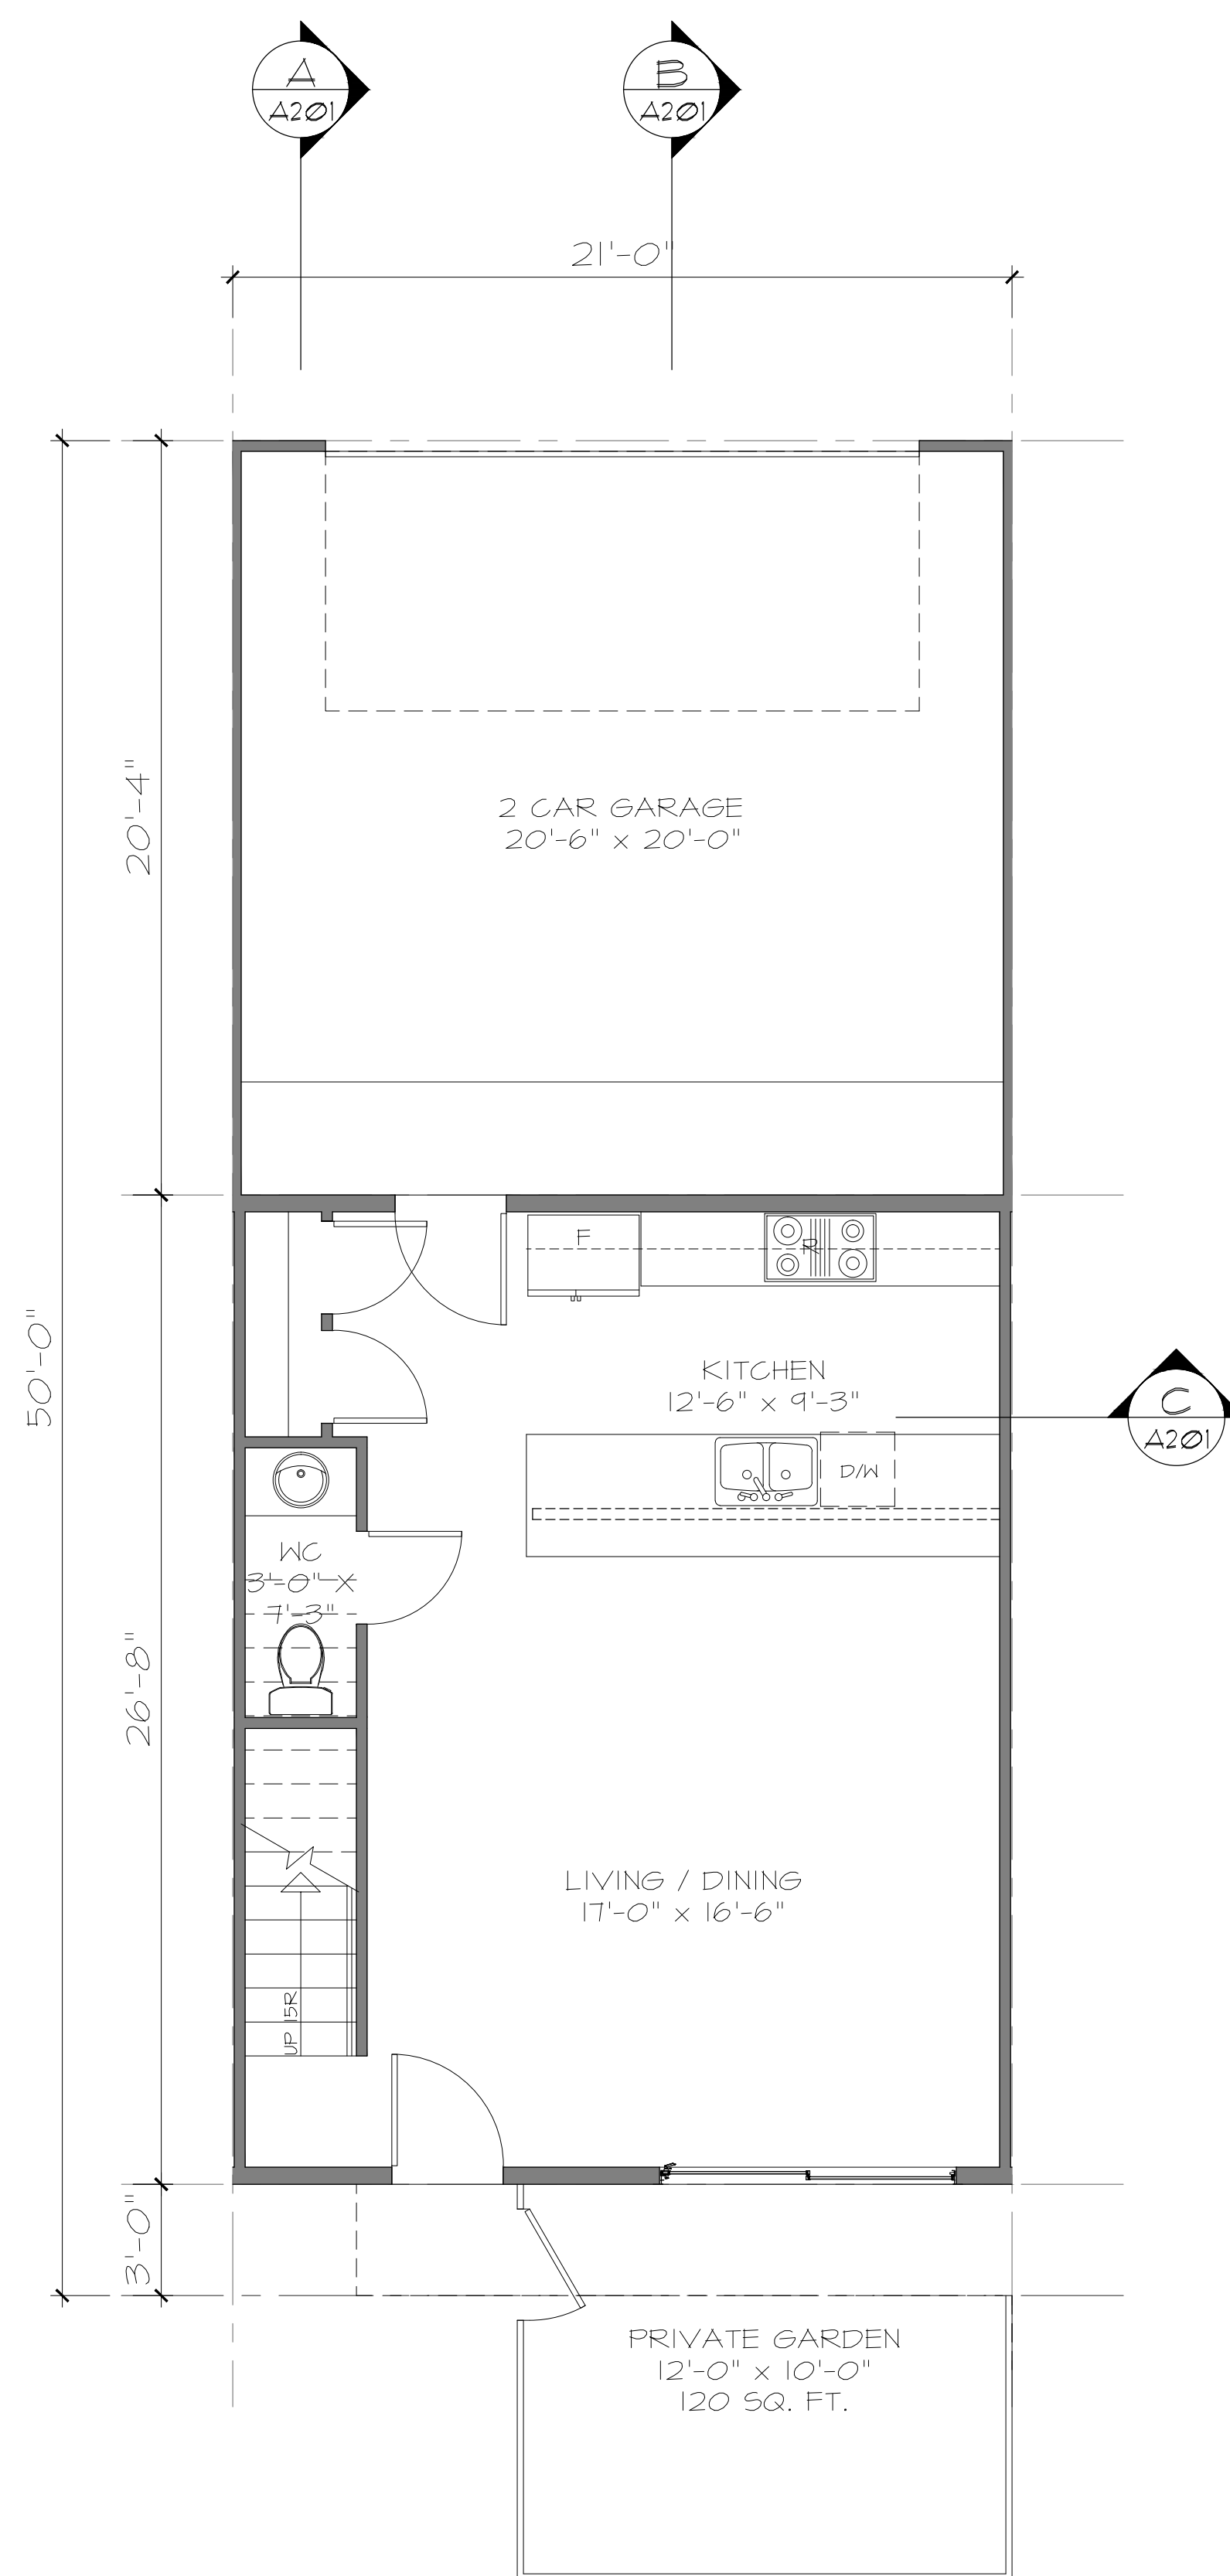 A
A201
B
A201
21'-0"
20'-4"
2 CAR GARAGE
20'-6" x 20'-0"
50'-0"
F
R
KITCHEN
12'-6" x 9'-3"
C
A201
D/W
WC
3'-0" X
7'-3"
26'-8"
LIVING / DINING
17'-0" x 16'-6"
UP 15R
3'-0"
PRIVATE GARDEN
12'-0" x 10'-0"
120 SQ. FT.